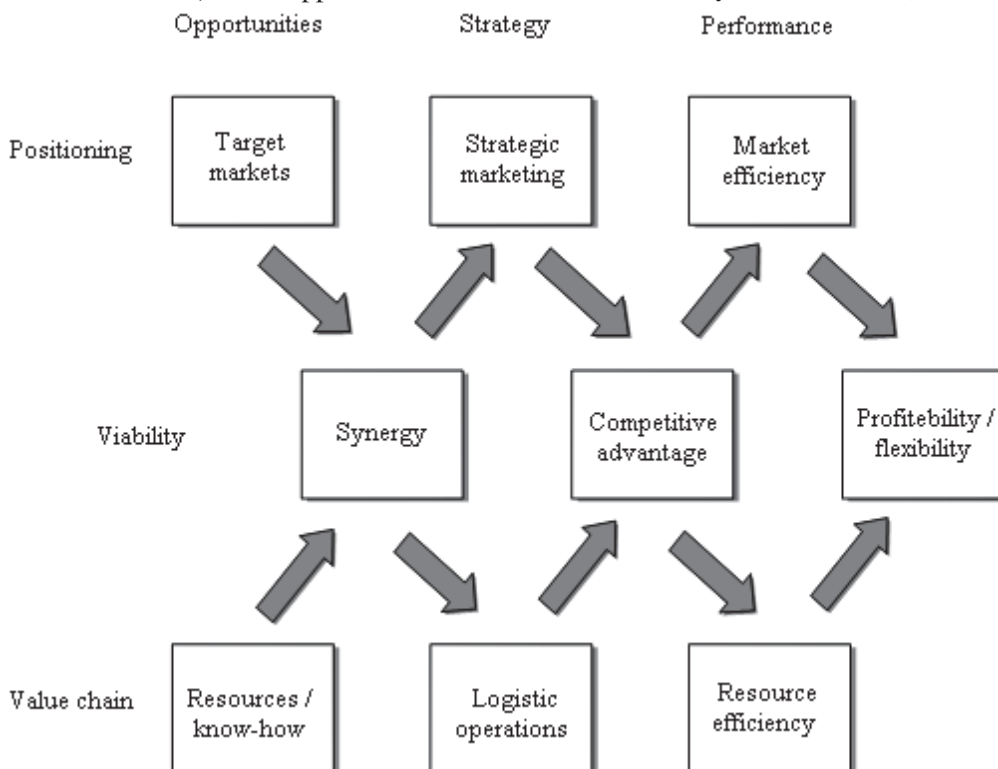 Opportunities Strategy Performance
Positioning
Target
markets
Strategic
marketing
Market
efficiency
Viability
Synergy
Competitive
advantage
Profitebility /
flexibility
Value chain
Resources /
know-how
Logistic
operations
Resource
efficiency